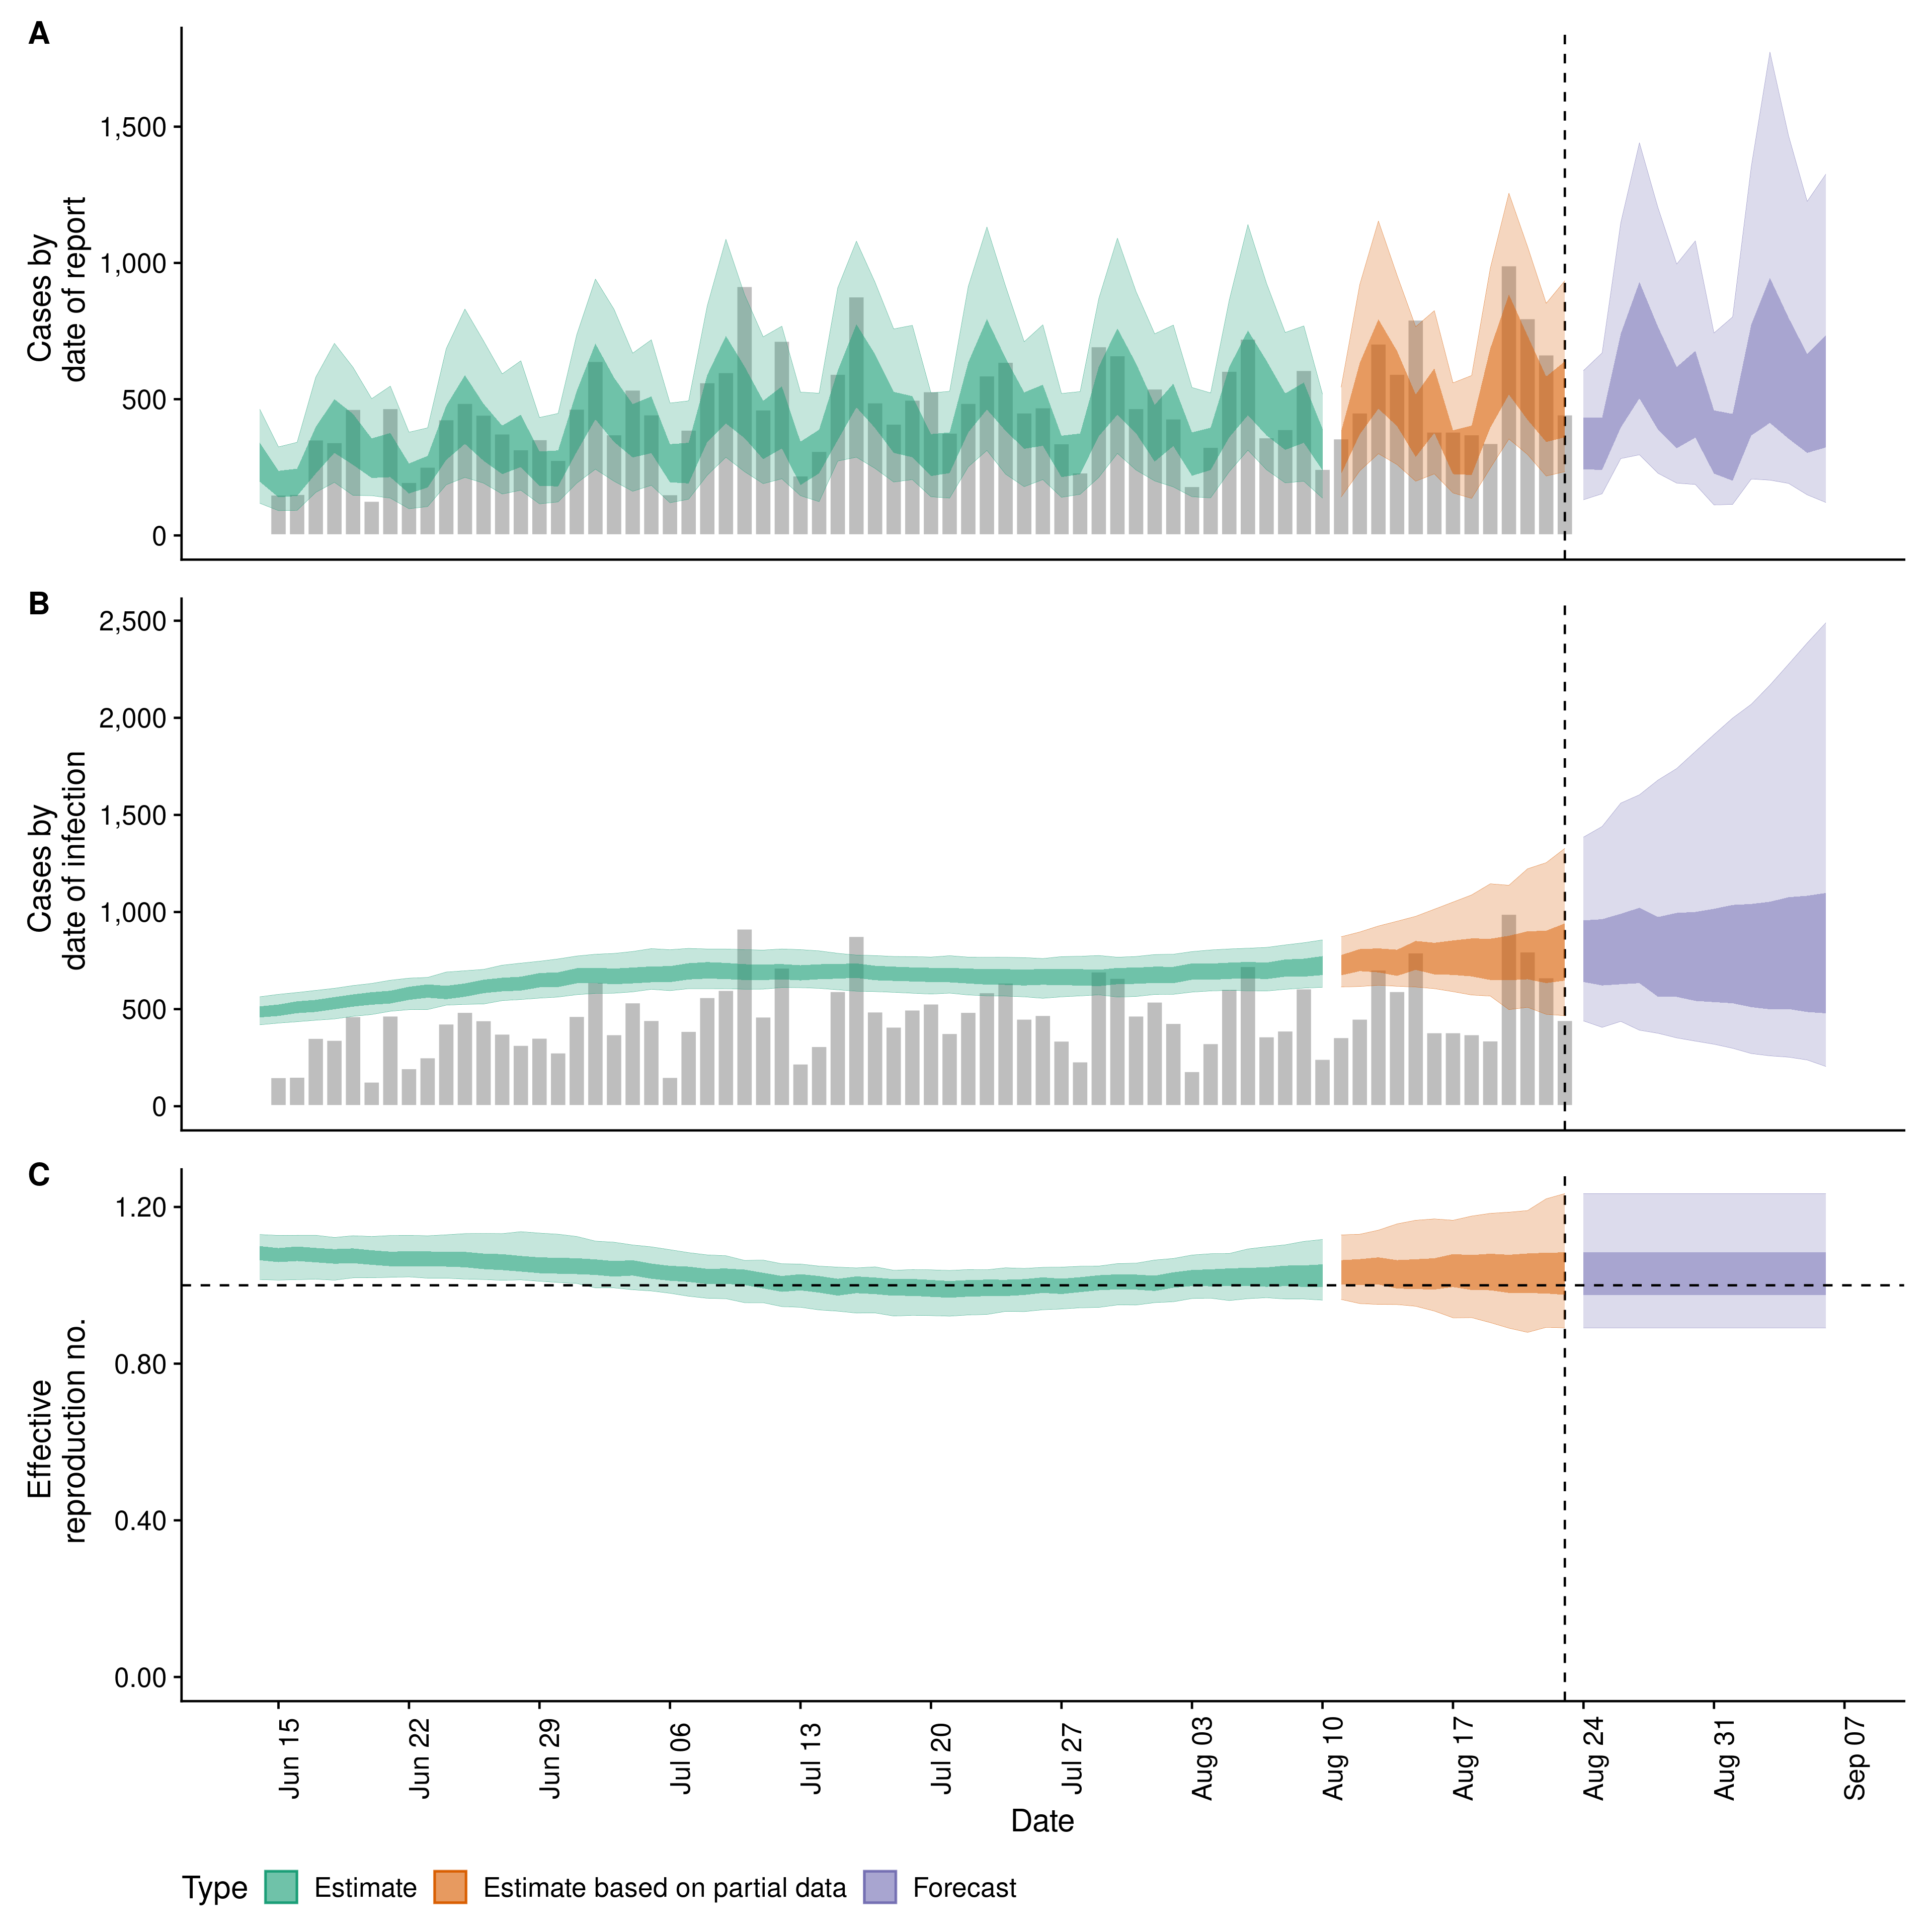 A
Cases by
date of report
1,500
1,000
500
0
B
Cases by
date of infection
2,500
2,000
1,500
1,000
500
0
C
Effective
reproduction no.
1.20
0.80
0.40
0.00
Jun 15
Jun 22
Jun 29
Jul 06
Jul 13
Jul 20
Jul 27
Aug 03
Aug 10
Aug 17
Aug 24
Aug 31
Sep 07
Date
Type
Estimate
Estimate based on partial data
Forecast